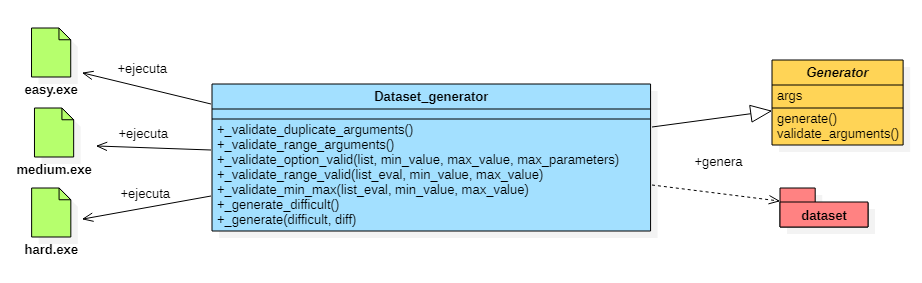 easy.exe
+ejecuta
medium.exe
+ejecuta
hard.exe
+ejecuta
Dataset_generator
+_validate_duplicate_arguments()
+_validate_range_arguments()
+_validate_option_valid(list, min_value, max_value, max_parameters)
+_validate_range_valid(list_eval, min_value, max_value)
+_validate_min_max(list_eval, min_value, max_value)
+_generate_difficult()
+_generate(difficult, diff)
Generator
args
generate()
validate_arguments()
+genera
dataset